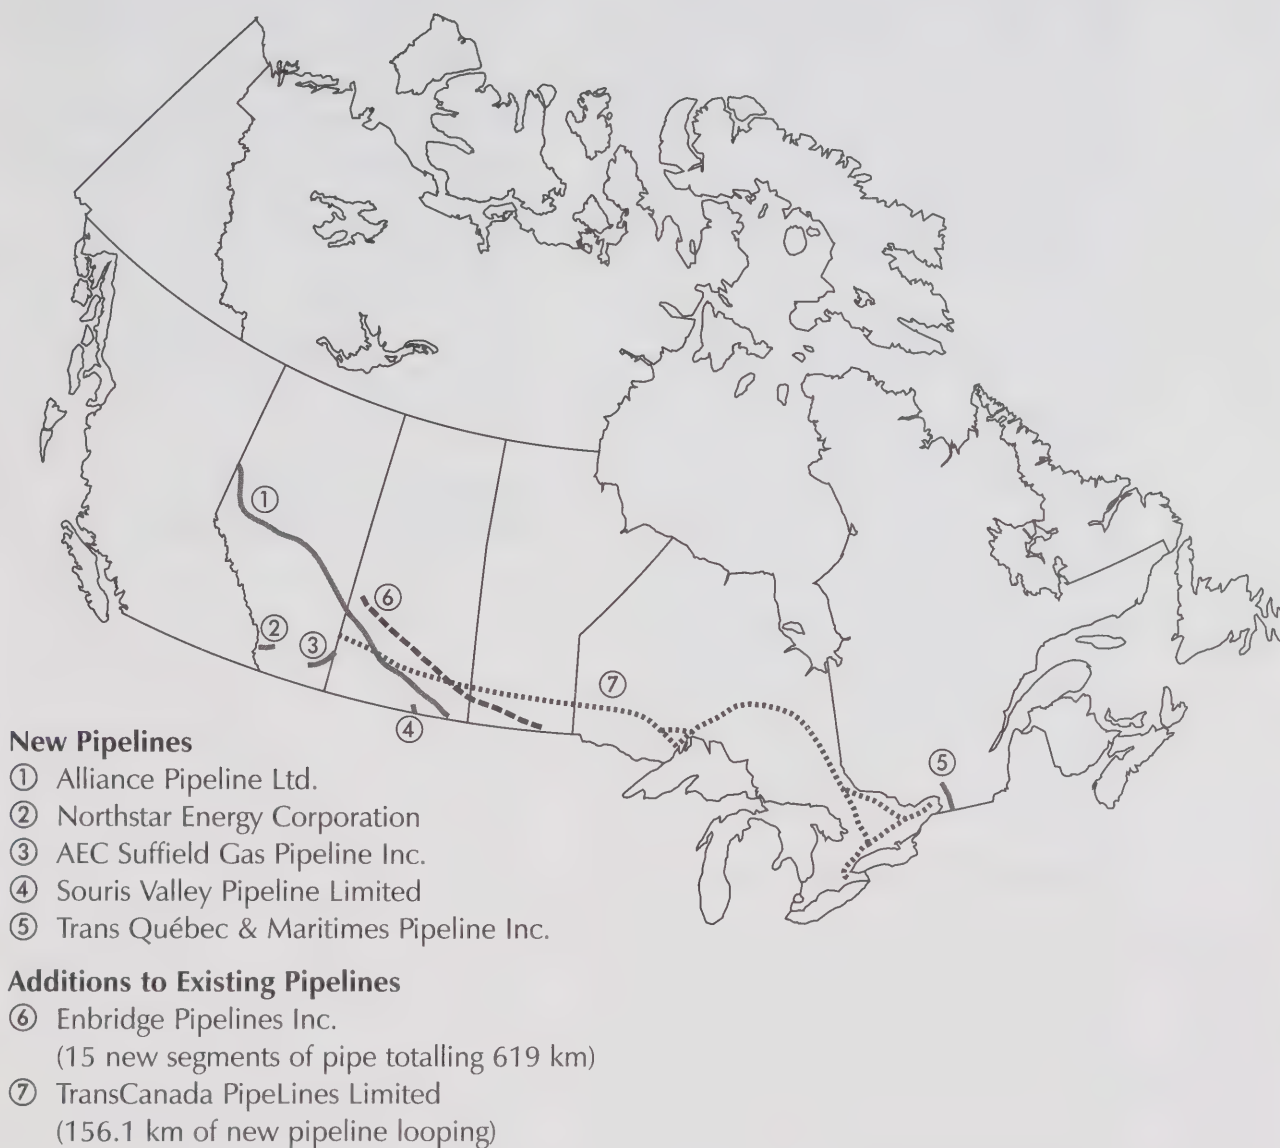 ①
⑥
②
③
⑦
④
⑤
New Pipelines
① Alliance Pipeline Ltd.
② Northstar Energy Corporation
③ AEC Suffield Gas Pipeline Inc.
④ Souris Valley Pipeline Limited
⑤ Trans Québec & Maritimes Pipeline Inc.
Additions to Existing Pipelines
⑥ Enbridge Pipelines Inc.
(15 new segments of pipe totalling 619 km)
⑦ TransCanada PipeLines Limited
(156.1 km of new pipeline looping)